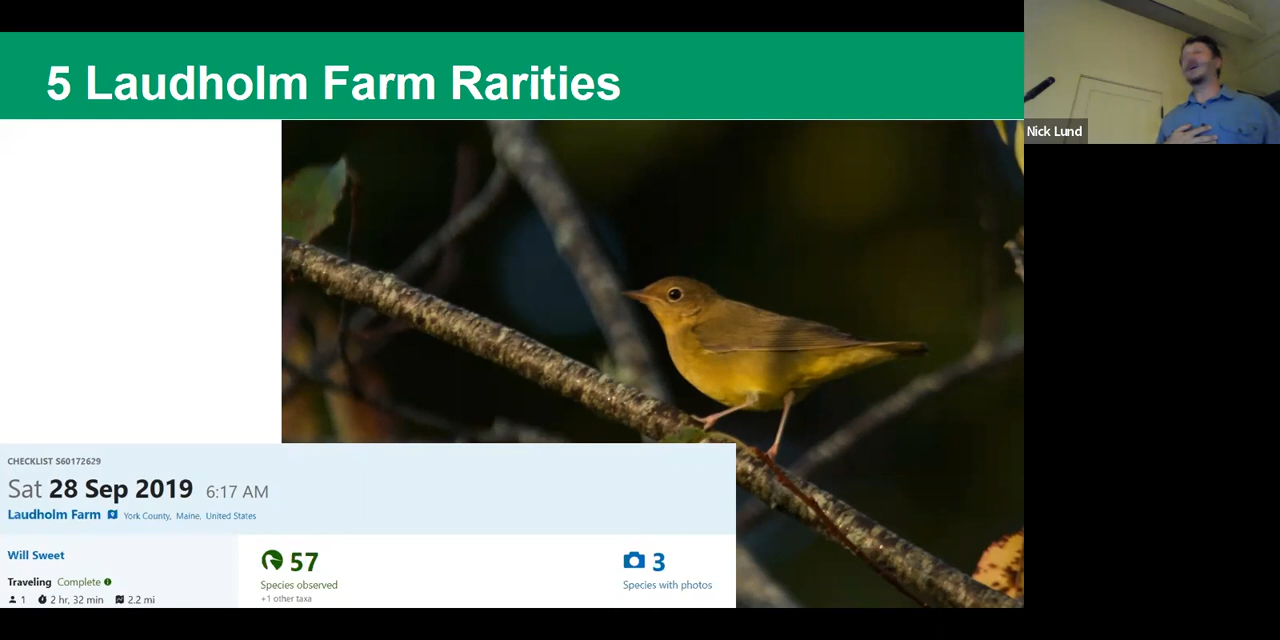 5 Laudholm Farm Rarities
Nick Lund
CHECKLIST S60172629
Sat 28 Sep 2019 6:17 AM
Laudholm Farm York County, Maine, United States
Will Sweet
Traveling Complete
1 2 hr, 32 min 2.2 mi
57
Species observed
+1 other taxa
3
Species with photos